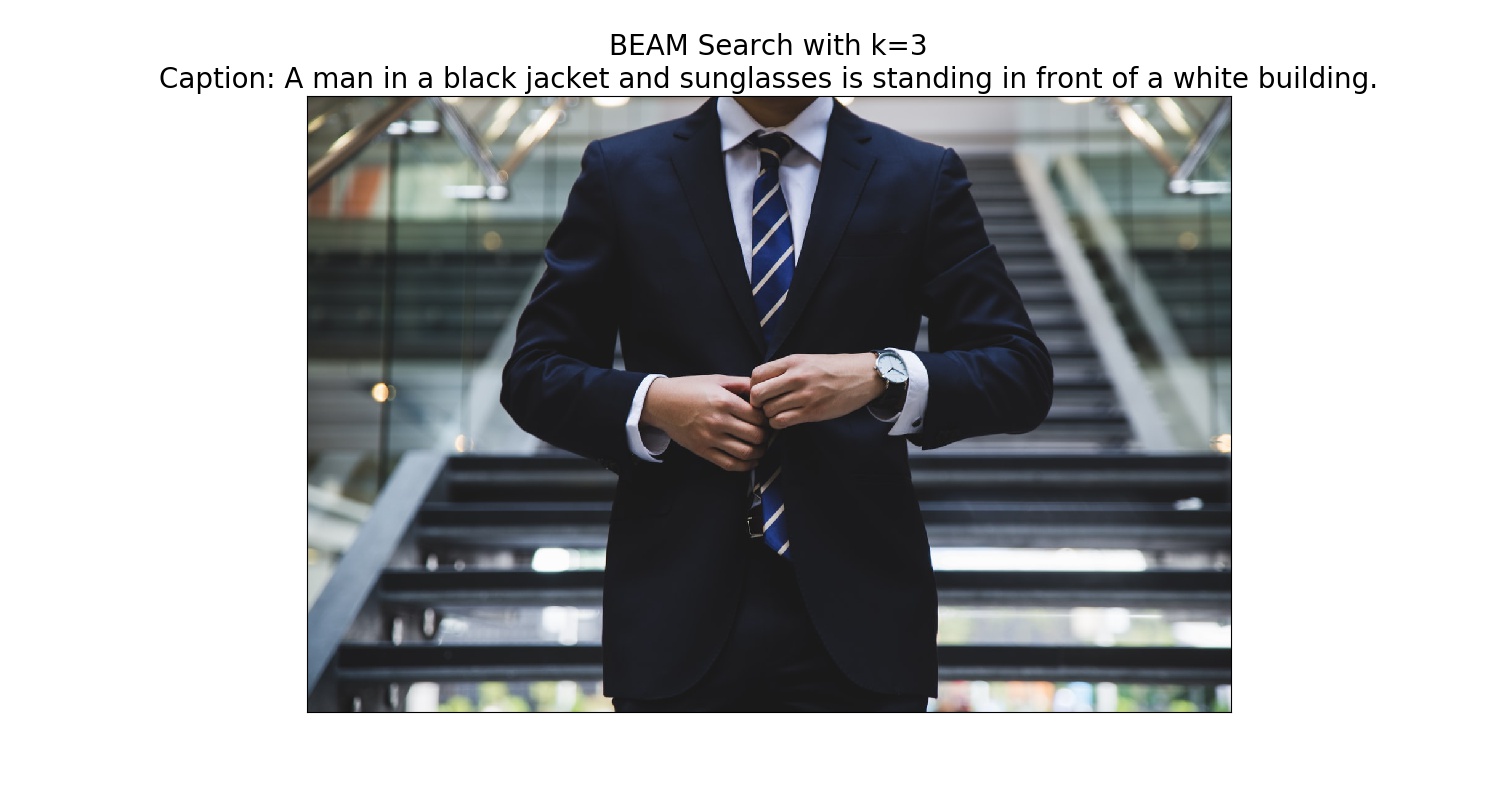 BEAM Search with k=3
Caption: A man in a black jacket and sunglasses is standing in front of a white building.